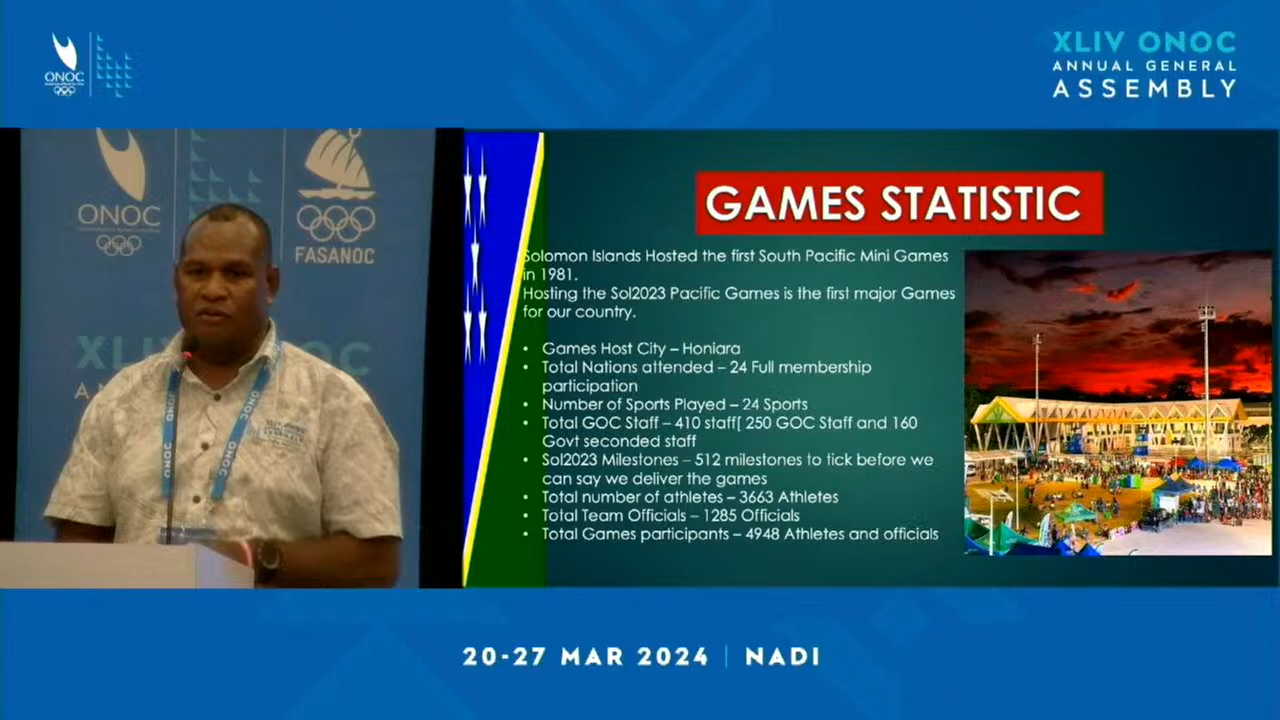 ONOC
XLIV ONOC
ANNUAL GENERAL
ASSEMBLY
ONOC
FASANOC
XLIV
ONOC
ONOC
GAMES STATISTIC
Solomon Islands Hosted the first South Pacific Mini Games
in 1981.
Hosting the Sol2023 Pacific Games is the first major Games
for our country.
• Games Host City – Honiara
• Total Nations attended – 24 Full membership
participation
• Number of Sports Played – 24 Sports
• Total GOC Staff – 410 staff[ 250 GOC Staff and 160
Govt seconded staff
• Sol2023 Milestones – 512 milestones to tick before we
can say we deliver the games
• Total number of athletes – 3663 Athletes
• Total Team Officials – 1285 Officials
• Total Games participants – 4948 Athletes and officials
20-27 MAR 2024 | NADI